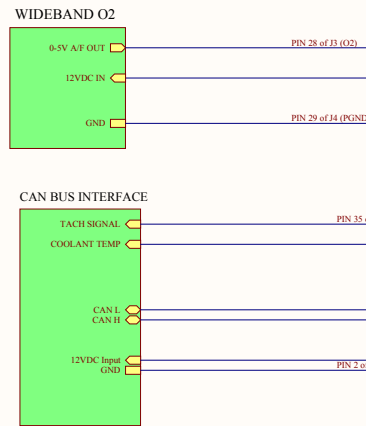 WIDEBAND O2
0-5V A/F OUT
PIN 28 of J3 (O2)
12VDC IN
GND
PIN 29 of J4 (PGND
CAN BUS INTERFACE
TACH SIGNAL
PIN 35
COOLANT TEMP
CAN L
CAN H
12VDC Input
GND
PIN 2 of